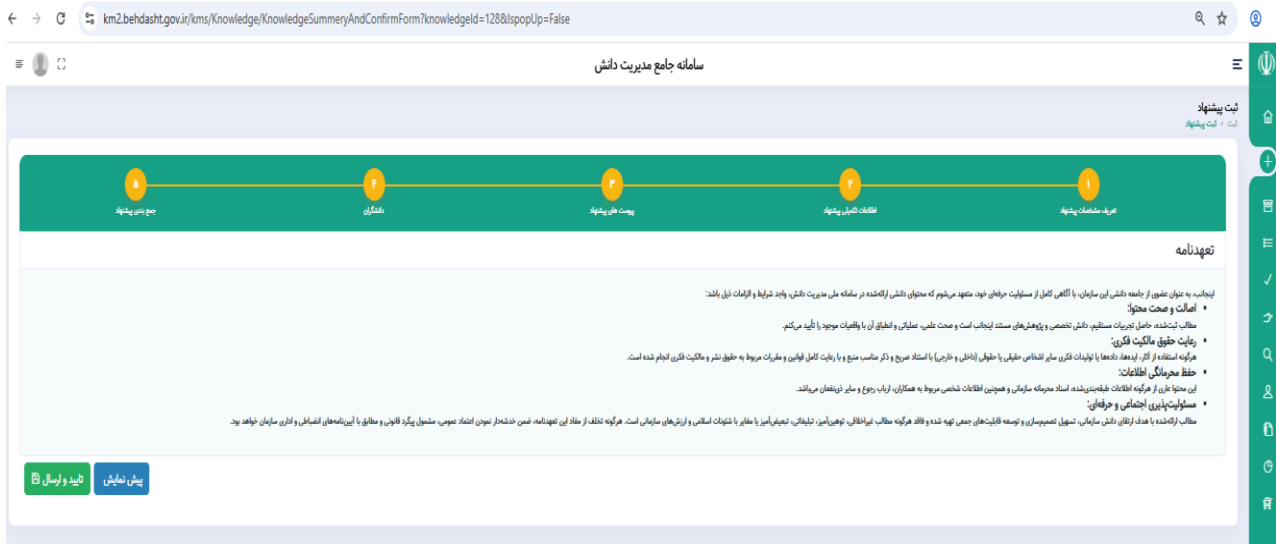 km2.behdasht.gov.ir/kms/Knowledge/KnowledgeSummeryAndConfirmForm?knowledgeId=128&IspopUp=False
سامانه جامع مدیریت دانش
ثبت پیشنهاد
ثبت > ثبت پیشنهاد
۱ ۲ ۳ ۴ ۵
تعریف مشخصات پیشنهاد اطلاعات تکمیلی پیشنهاد پیوست های پیشنهاد دانشگران جمع بندی پیشنهاد
تعهدنامه
اینجانب، به عنوان عضوی از جامعه دانشی این سازمان، با آگاهی کامل از مسئولیت حرفه‌ای خود، متعهد می‌شوم که محتوای دانشی ارائه‌شده در سامانه ملی مدیریت دانش، واجد شرایط و الزامات ذیل باشد:
• اصالت و صحت محتوا:
مطالب ثبت‌شده، حاصل تجربیات مستقیم، دانش تخصصی و پژوهش‌های مستند اینجانب است و صحت علمی، عملیاتی و انطباق آن با واقعیات موجود را تأیید می‌کنم.
• رعایت حقوق مالکیت فکری:
هرگونه استفاده از آثار، ایده‌ها، داده‌ها یا تولیدات فکری سایر اشخاص حقیقی یا حقوقی (داخلی و خارجی) با استناد صریح و ذکر مناسب منبع و با رعایت کامل قوانین و مقررات مربوط به حقوق نشر و مالکیت فکری انجام شده است.
• حفظ محرمانگی اطلاعات:
این محتوا عاری از هرگونه اطلاعات طبقه‌بندی‌شده، اسناد محرمانه سازمانی و همچنین اطلاعات شخصی مربوط به همکاران، ارباب رجوع و سایر ذی‌نفعان می‌باشد.
• مسئولیت‌پذیری اجتماعی و حرفه‌ای:
مطالب ارائه‌شده با هدف ارتقای دانش سازمانی، تسهیل تصمیم‌سازی و توسعه قابلیت‌های جمعی تهیه شده و فاقد هرگونه مطالب غیراخلاقی، توهین‌آمیز، تبلیغاتی، تبعیض‌آمیز یا مغایر با شئونات اسلامی و ارزش‌های سازمانی است. هرگونه تخلف از مفاد این تعهدنامه، ضمن خدشه‌دار نمودن اعتماد عمومی، مشمول پیگرد قانونی و مطابق با آیین‌نامه‌های انضباطی و اداری سازمان خواهد بود.
پیش نمایش تایید و ارسال